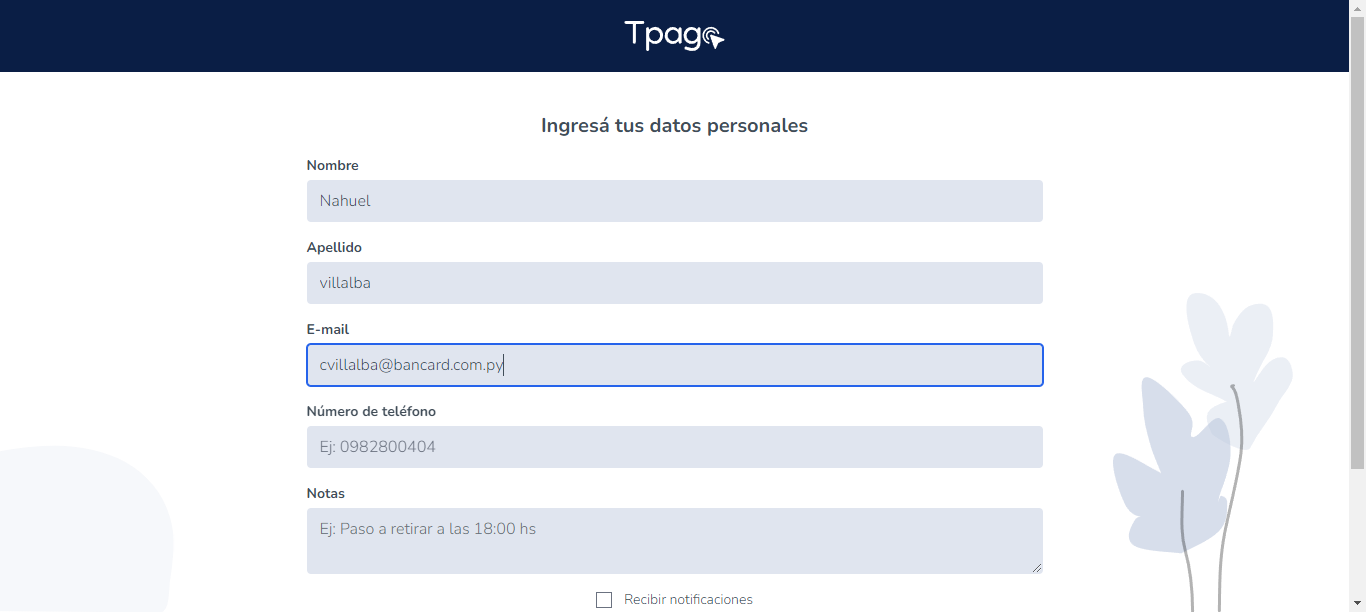 Tpago
Ingresá tus datos personales
Nombre
Nahuel
Apellido
villalba
E-mail
cvillalba@bancard.com.py
Número de teléfono
Ej: 0982800404
Notas
Ej: Paso a retirar a las 18:00 hs
Recibir notificaciones